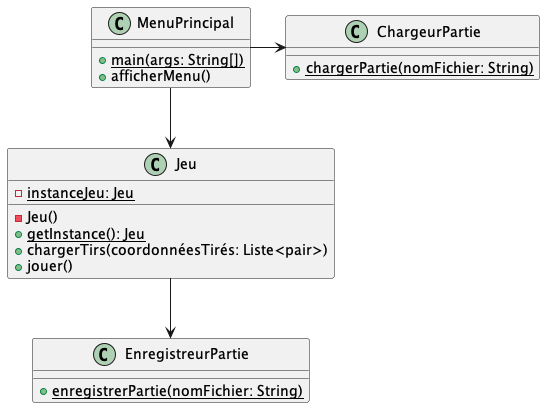 C MenuPrincipal
main(args: String[])
afficherMenu()
C ChargeurPartie
chargerPartie(nomFichier: String)
C Jeu
instanceJeu: Jeu
Jeu()
getInstance(): Jeu
chargerTirs(coordonnéesTirés: Liste<pair>)
jouer()
C EnregistreurPartie
enregistrerPartie(nomFichier: String)